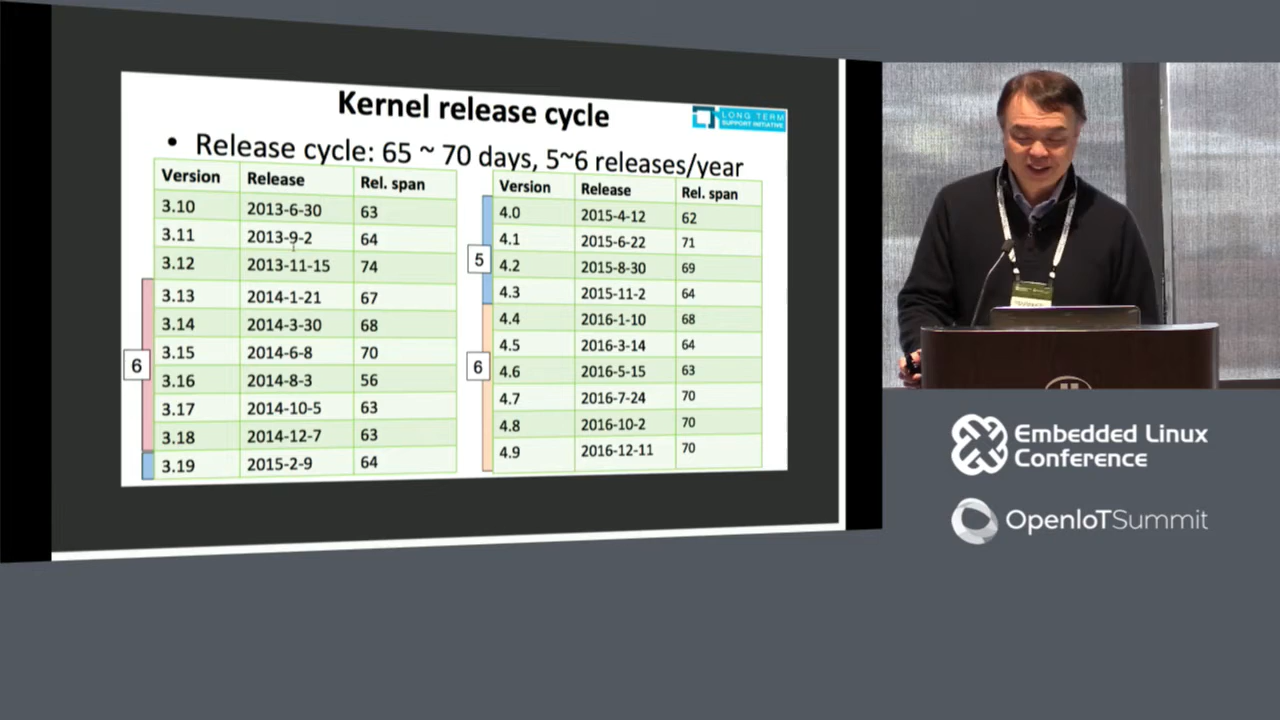 Kernel release cycle
LONG TERM
SUPPORT INITIATIVE
• Release cycle: 65 ~ 70 days, 5~6 releases/year
Version Release Rel. span
3.10 2013-6-30 63
3.11 2013-9-2 64
3.12 2013-11-15 74
3.13 2014-1-21 67
3.14 2014-3-30 68
3.15 2014-6-8 70
3.16 2014-8-3 56
3.17 2014-10-5 63
3.18 2014-12-7 63
3.19 2015-2-9 64
6
Version Release Rel. span
4.0 2015-4-12 62
4.1 2015-6-22 71
4.2 2015-8-30 69
4.3 2015-11-2 64
4.4 2016-1-10 68
4.5 2016-3-14 64
4.6 2016-5-15 63
4.7 2016-7-24 70
4.8 2016-10-2 70
4.9 2016-12-11 70
5
6
Embedded Linux
Conference
OpenIoTSummit